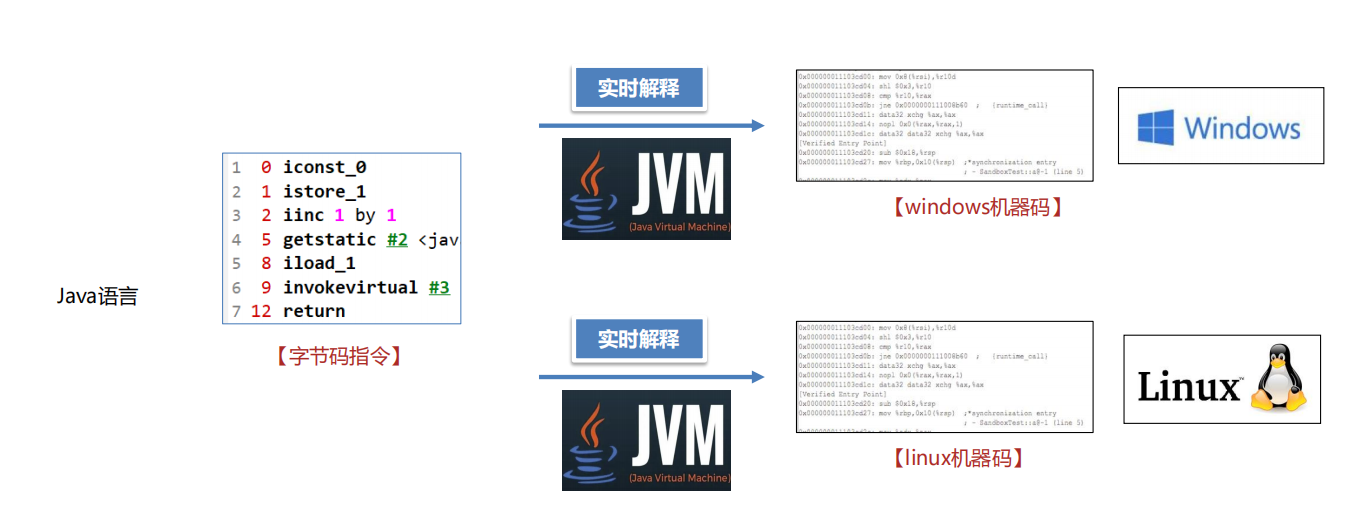 Java语言
1 0 iconst_0
2 1 istore_1
3 2 iinc 1 by 1
4 5 getstatic #2 <jav
5 8 iload_1
6 9 invokevirtual #3
7 12 return
【字节码指令】
实时解释
JVM
(Java Virtual Machine)
0x000000011103cd00: mov 0x8(%rsi),%r10d
0x000000011103cd04: shl $0x3,%r10
0x000000011103cd08: cmp %r10,%rax
0x000000011103cd0b: jne 0x0000000111008b60 ; {runtime_call}
0x000000011103cd11: data32 xchg %ax,%ax
0x000000011103cd14: nopl 0x0(%rax,%rax,1)
0x000000011103cd1c: data32 data32 xchg %ax,%ax
[Verified Entry Point]
0x000000011103cd20: sub $0x18,%rsp
0x000000011103cd27: mov %rbp,0x10(%rsp) ;*synchronization entry
; - SandboxTest::a@-1 (line 5)
【windows机器码】
Windows
实时解释
JVM
(Java Virtual Machine)
0x000000011103cd00: mov 0x8(%rsi),%r10d
0x000000011103cd04: shl $0x3,%r10
0x000000011103cd08: cmp %r10,%rax
0x000000011103cd0b: jne 0x0000000111008b60 ; {runtime_call}
0x000000011103cd11: data32 xchg %ax,%ax
0x000000011103cd14: nopl 0x0(%rax,%rax,1)
0x000000011103cd1c: data32 data32 xchg %ax,%ax
[Verified Entry Point]
0x000000011103cd20: sub $0x18,%rsp
0x000000011103cd27: mov %rbp,0x10(%rsp) ;*synchronization entry
; - SandboxTest::a@-1 (line 5)
【linux机器码】
Linux™